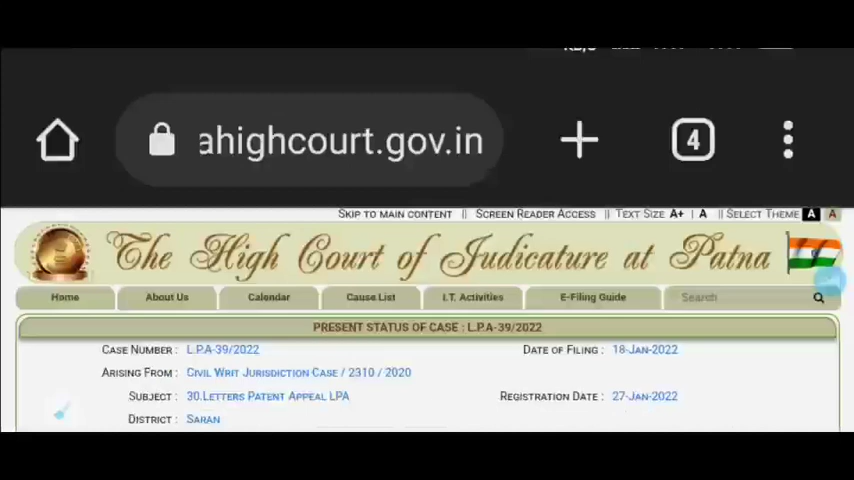 ahighcourt.gov.in
4
SKIP TO MAIN CONTENT || SCREEN READER ACCESS || TEXT SIZE A+ | A || SELECT THEME A A
The High Court of Judicature at Patna
Home About Us Calendar Cause List I.T. Activities E-Filing Guide Search
PRESENT STATUS OF CASE : L.P.A-39/2022
CASE NUMBER : L.P.A-39/2022 DATE OF FILING : 18-JAN-2022
ARISING FROM : CIVIL WRIT JURISDICTION CASE / 2310 / 2020
SUBJECT : 30.LETTERS PATENT APPEAL LPA REGISTRATION DATE : 27-JAN-2022
DISTRICT : SARAN